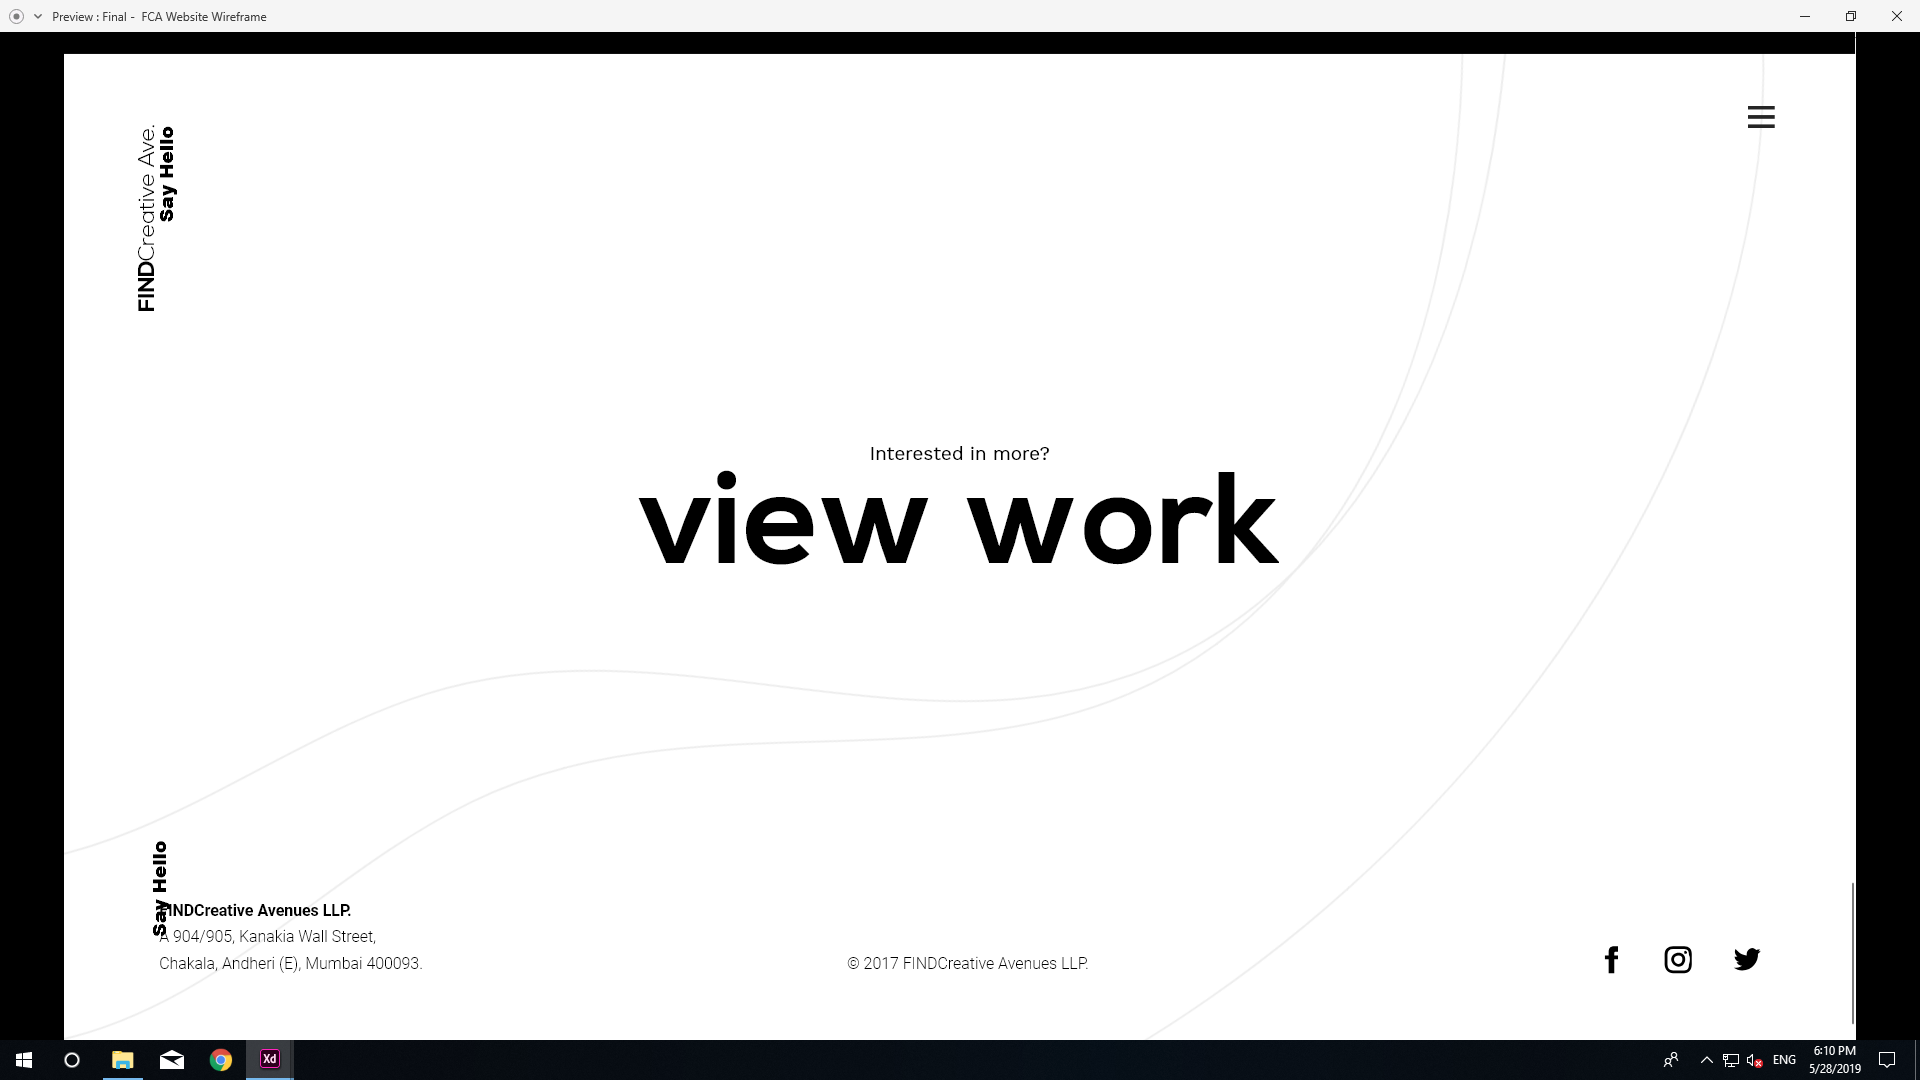 Preview : Final - FCA Website Wireframe
FINDCreative Ave.
Say Hello
Interested in more?
view work
Say Hello
FINDCreative Avenues LLP.
A 904/905, Kanakia Wall Street,
Chakala, Andheri (E), Mumbai 400093.
© 2017 FINDCreative Avenues LLP.
Xd
ENG
6:10 PM
5/28/2019